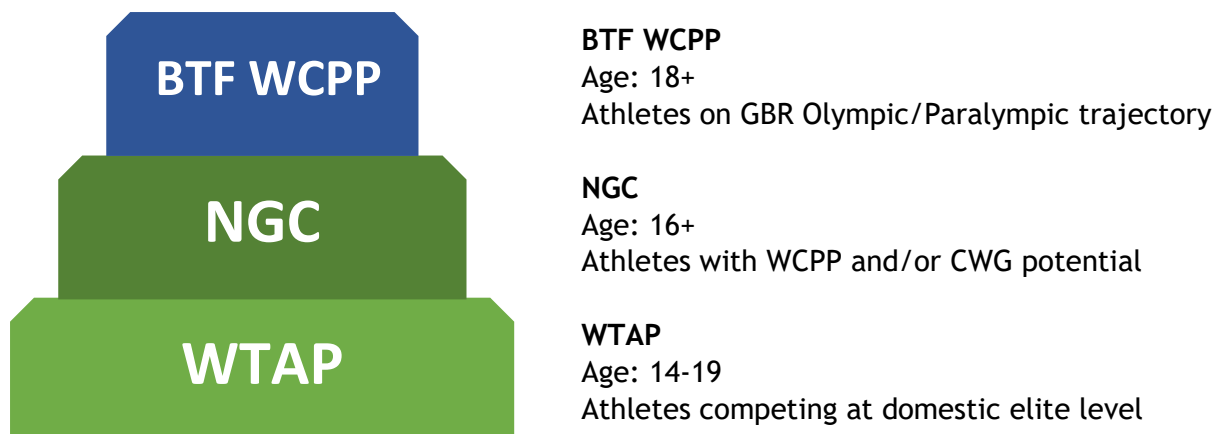 BTF WCPP
NGC
WTAP
BTF WCPP
Age: 18+
Athletes on GBR Olympic/Paralympic trajectory
NGC
Age: 16+
Athletes with WCPP and/or CWG potential
WTAP
Age: 14-19
Athletes competing at domestic elite level